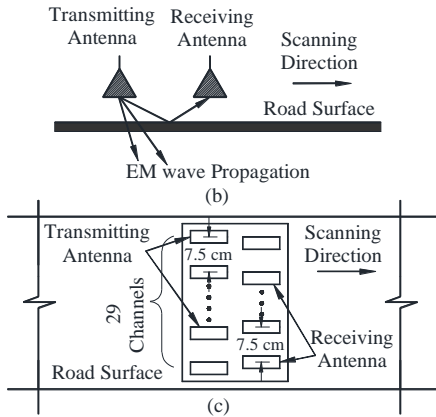 Transmitting
Antenna
Receiving
Antenna
Scanning
Direction
Road Surface
EM wave Propagation
(b)
Transmitting
Antenna
7.5 cm
Scanning
Direction
29
Channels
7.5 cm
Receiving
Antenna
Road Surface
(c)